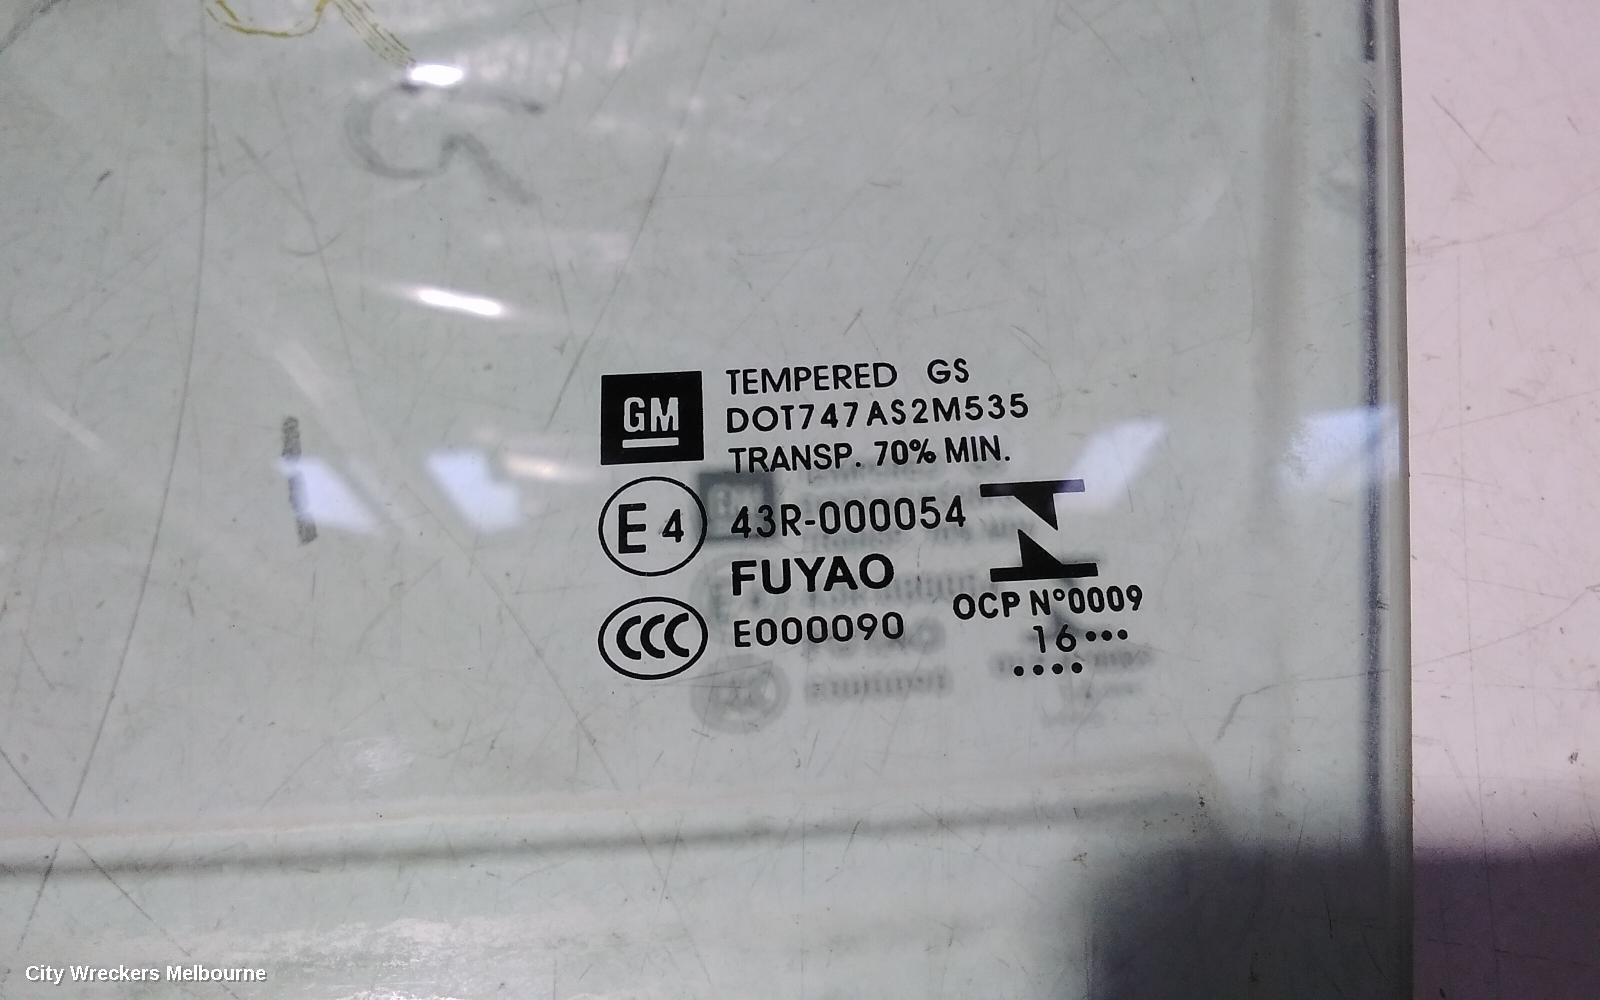 GM
TEMPERED GS
DOT747AS2M535
TRANSP. 70% MIN.
E4
43R-000054
FUYAO
CCC
E000090
OCP N°0009
16•••
••••
City Wreckers Melbourne